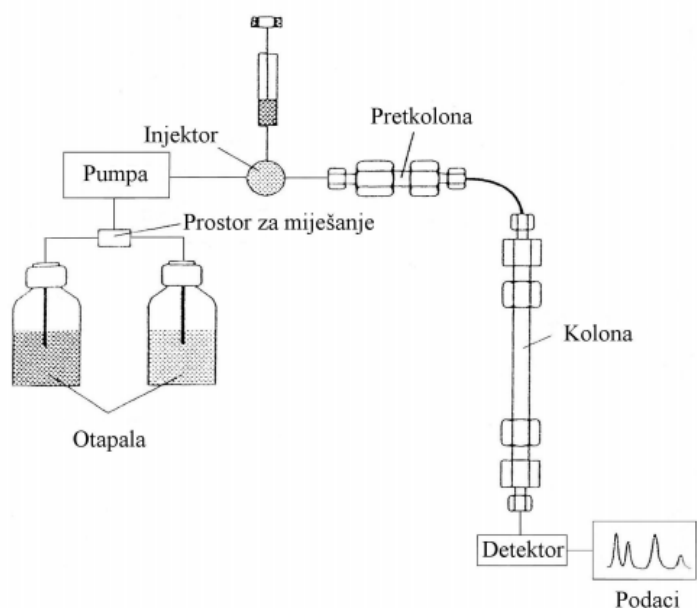 Injektor
Pretkolona
Pumpa
Prostor za miješanje
Kolona
Otapala
Detektor
Podaci